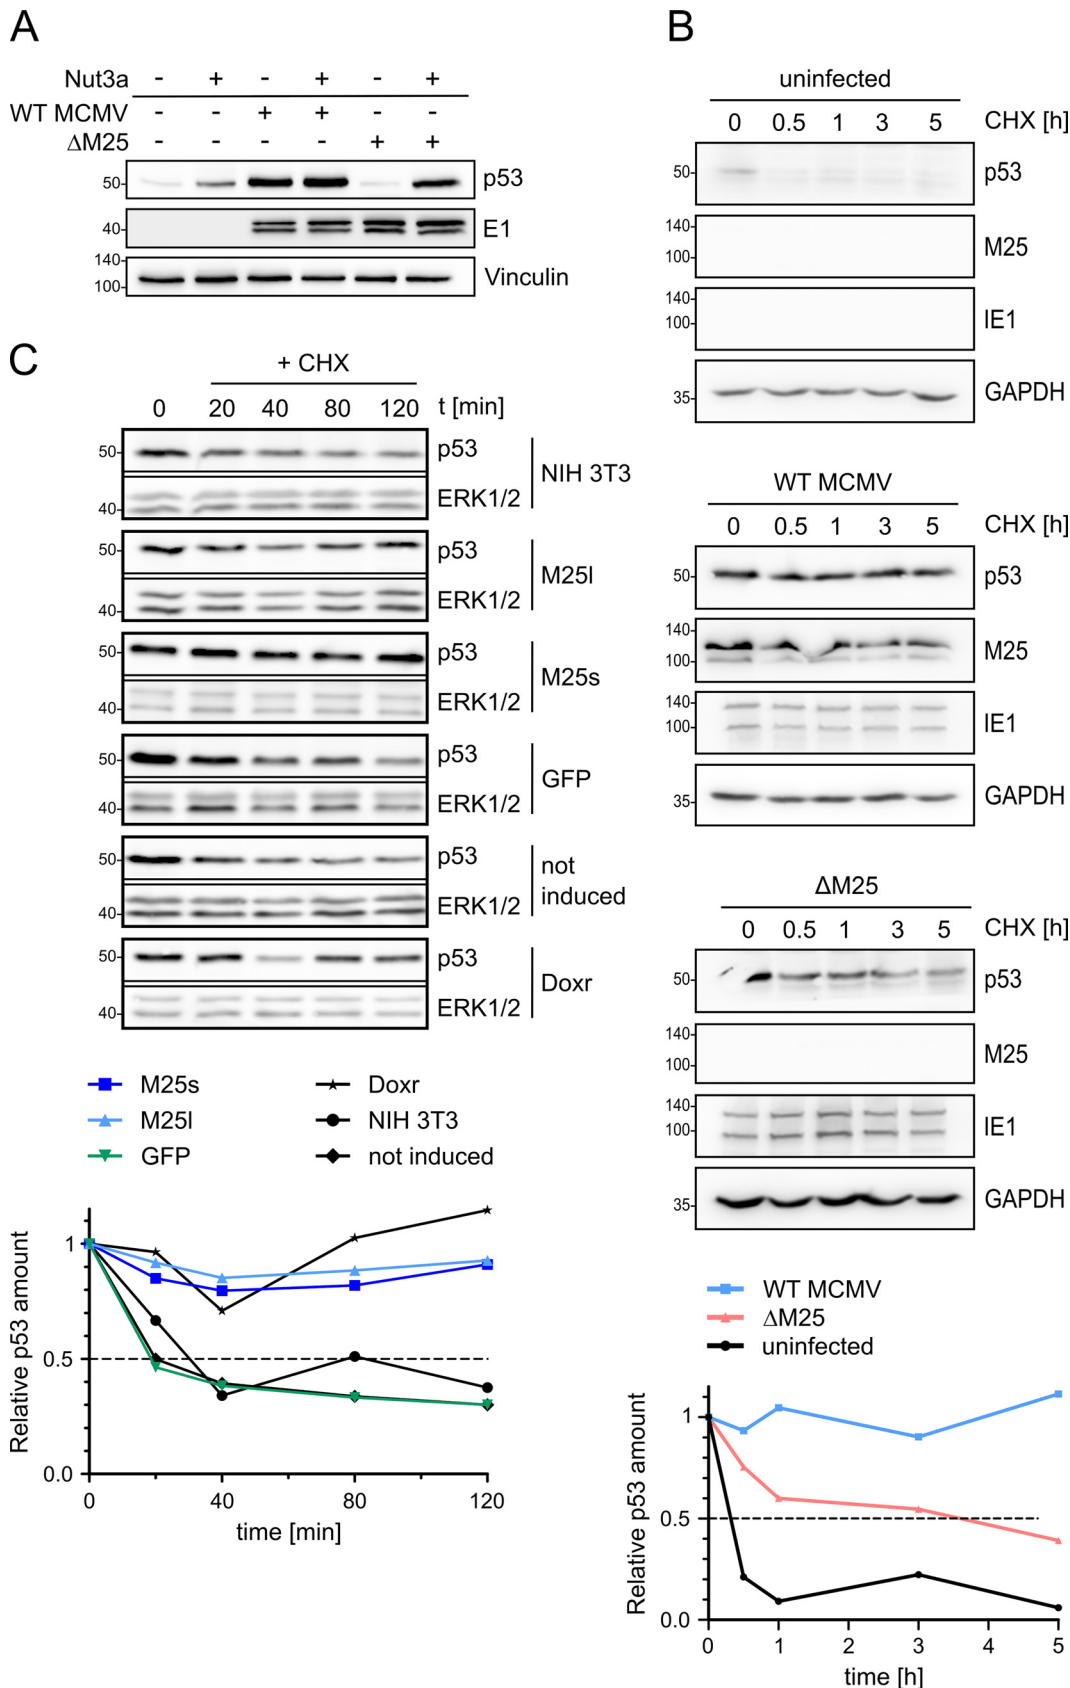 A
Nut3a - + - + - +
WT MCMV - - + + - -
ΔM25 - - - - + +
50- p53
40- E1
140-
100- Vinculin
B
uninfected
0 0.5 1 3 5 CHX [h]
50- p53
140-
100- M25
140-
100- IE1
35- GAPDH
WT MCMV
0 0.5 1 3 5 CHX [h]
50- p53
140-
100- M25
140-
100- IE1
35- GAPDH
ΔM25
0 0.5 1 3 5 CHX [h]
50- p53
140-
100- M25
140-
100- IE1
35- GAPDH
WT MCMV
ΔM25
uninfected
Relative p53 amount
1
0.5
0.0
0 1 2 3 4 5
time [h]
C
+ CHX
0 20 40 80 120 t [min]
50- p53
40- ERK1/2
NIH 3T3
50- p53
40- ERK1/2
M25l
50- p53
40- ERK1/2
M25s
50- p53
40- ERK1/2
GFP
50- p53
40- ERK1/2
not
induced
50- p53
40- ERK1/2
Doxr
M25s Doxr
M25l NIH 3T3
GFP not induced
Relative p53 amount
1
0.5
0.0
0 40 80 120
time [min]